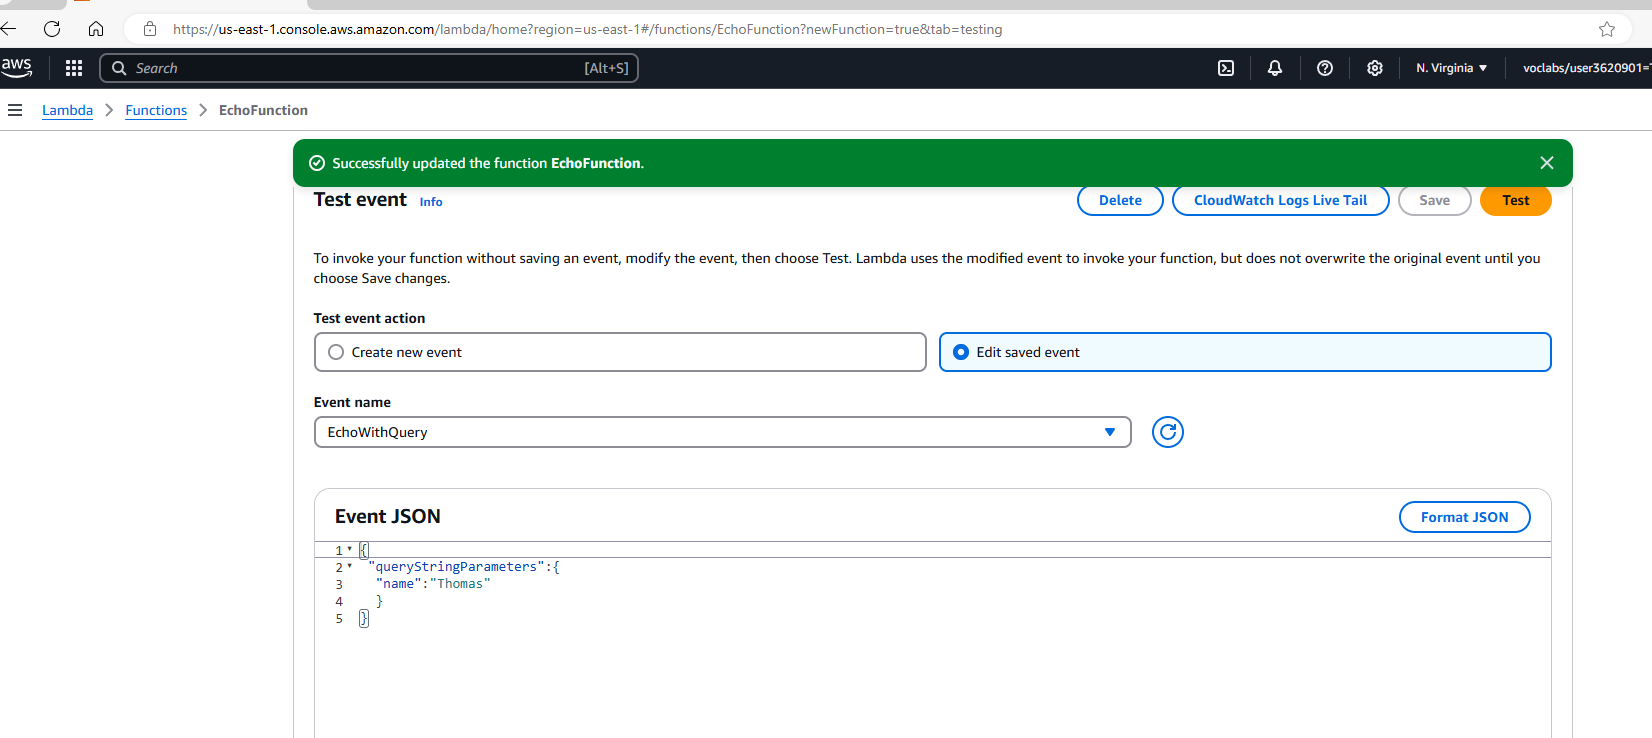 https://us-east-1.console.aws.amazon.com/lambda/home?region=us-east-1#/functions/EchoFunction?newFunction=true&tab=testing
aws Search [Alt+S] N. Virginia voclabs/user3620901=
Lambda Functions EchoFunction
Successfully updated the function EchoFunction.
Test event Info Delete CloudWatch Logs Live Tail Save Test
To invoke your function without saving an event, modify the event, then choose Test. Lambda uses the modified event to invoke your function, but does not overwrite the original event until you
choose Save changes.
Test event action
Create new event Edit saved event
Event name
EchoWithQuery
Event JSON Format JSON
1 {
2 "queryStringParameters":{
3 "name":"Thomas"
4 }
5 }